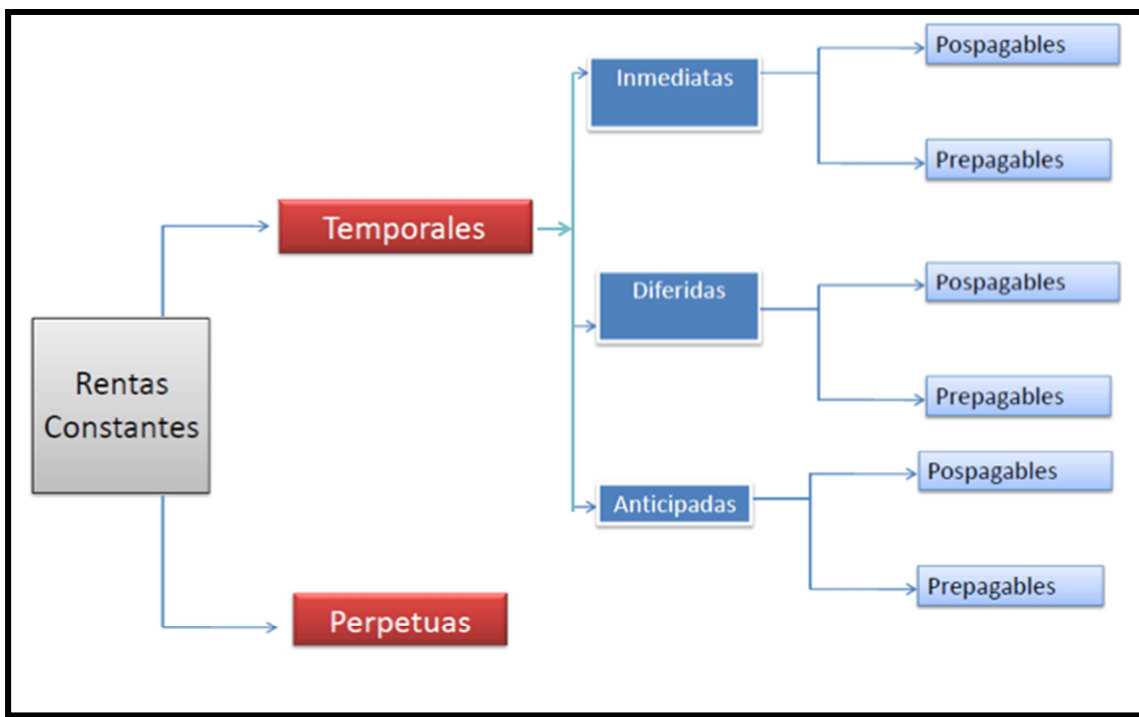 Rentas
Constantes
Temporales
Inmediatas
Pospagables
Prepagables
Diferidas
Pospagables
Prepagables
Anticipadas
Pospagables
Prepagables
Perpetuas